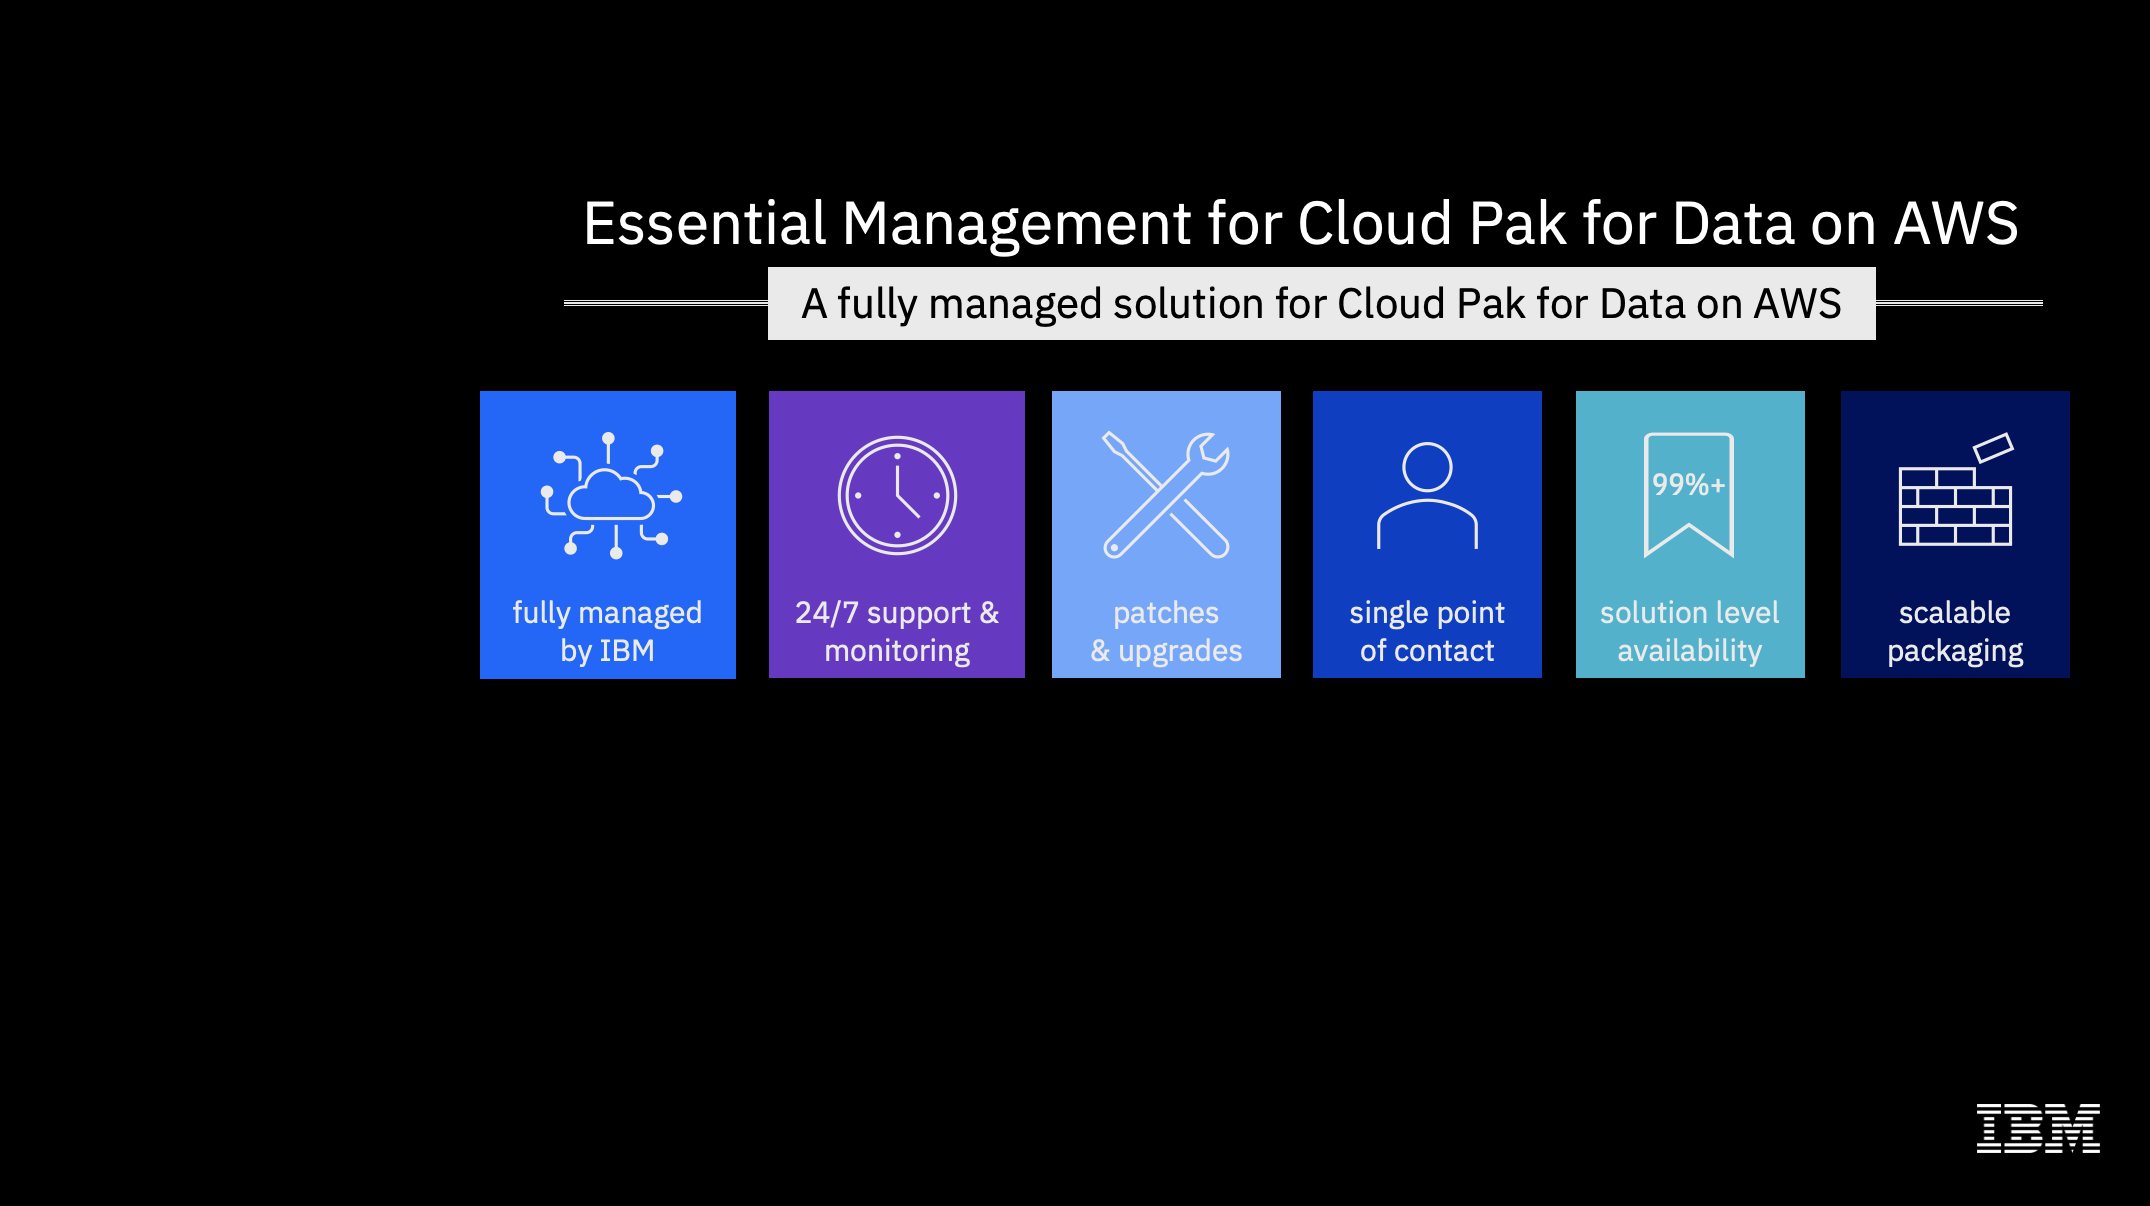 Essential Management for Cloud Pak for Data on AWS
A fully managed solution for Cloud Pak for Data on AWS
fully managed
by IBM
24/7 support &
monitoring
patches
& upgrades
single point
of contact
99%+
solution level
availability
scalable
packaging
IBM